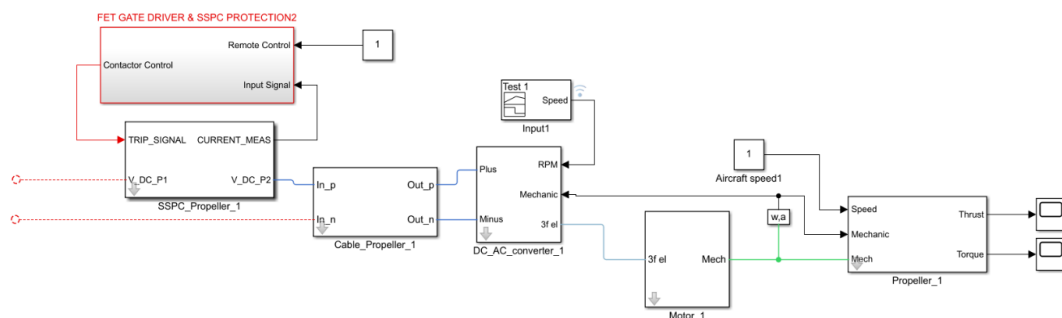 FET GATE DRIVER & SSPC PROTECTION2
Remote Control
1
Contactor Control
Input Signal
Test 1
Speed
Input1
TRIP_SIGNAL
CURRENT_MEAS
V_DC_P1
V_DC_P2
SSPC_Propeller_1
In_p
Out_p
In_n
Out_n
Cable_Propeller_1
Plus
RPM
Mechanic
Minus
3f el
DC_AC_converter_1
3f el
Mech
Motor_1
w,a
1
Aircraft speed1
Speed
Thrust
Mechanic
Torque
Mech
Propeller_1